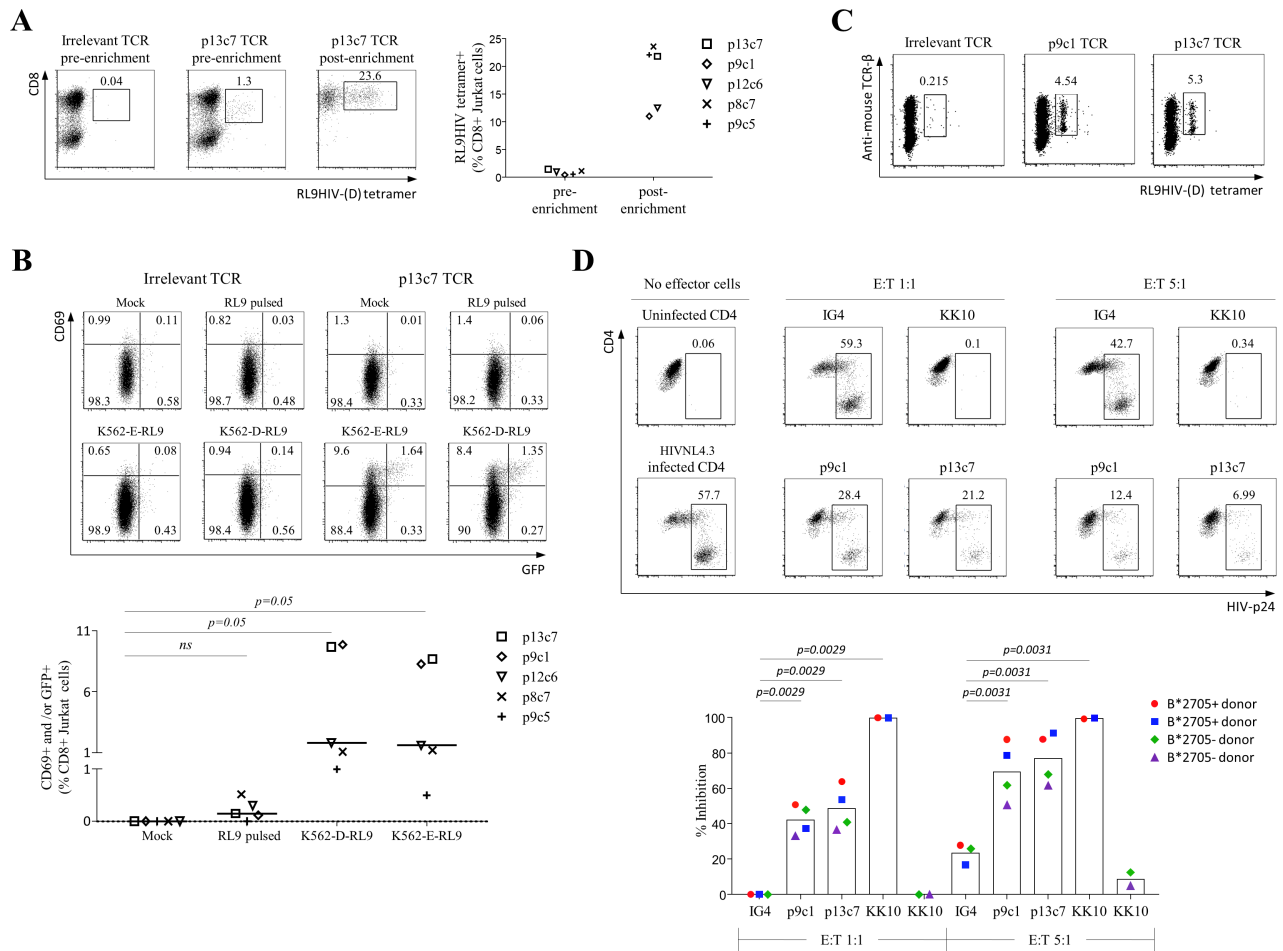 A
Irrelevant TCR
pre-enrichment
p13c7 TCR
pre-enrichment
p13c7 TCR
post-enrichment
CD8
0.04
1.3
23.6
RL9HIV-(D) tetramer
RL9HIV tetramer+
(% CD8+ Jurkat cells)
25
20
15
10
5
0
pre-
enrichment
post-
enrichment
p13c7
p9c1
p12c6
p8c7
p9c5
C
Irrelevant TCR
p9c1 TCR
p13c7 TCR
Anti-mouse TCR-β
0.215
4.54
5.3
RL9HIV-(D) tetramer
B
Irrelevant TCR
p13c7 TCR
Mock
RL9 pulsed
Mock
RL9 pulsed
CD69
0.99 0.11
98.3 0.58
0.82 0.03
98.7 0.48
1.3 0.01
98.4 0.33
1.4 0.06
98.2 0.33
K562-E-RL9
K562-D-RL9
K562-E-RL9
K562-D-RL9
0.65 0.08
98.9 0.43
0.94 0.14
98.4 0.56
9.6 1.64
88.4 0.33
8.4 1.35
90 0.27
GFP
p=0.05
p=0.05
ns
CD69+ and /or GFP+
(% CD8+ Jurkat cells)
11
6
1
1
0
Mock
RL9 pulsed
K562-D-RL9
K562-E-RL9
p13c7
p9c1
p12c6
p8c7
p9c5
D
No effector cells
E:T 1:1
E:T 5:1
Uninfected CD4
IG4
KK10
IG4
KK10
CD4
0.06
59.3
0.1
42.7
0.34
HIVNL4.3
infected CD4
p9c1
p13c7
p9c1
p13c7
57.7
28.4
21.2
12.4
6.99
HIV-p24
p=0.0029
p=0.0029
p=0.0029
p=0.0031
p=0.0031
p=0.0031
% Inhibition
100
80
60
40
20
0
IG4
p9c1
p13c7
KK10
KK10
IG4
p9c1
p13c7
KK10
KK10
E:T 1:1
E:T 5:1
B*2705+ donor
B*2705+ donor
B*2705- donor
B*2705- donor